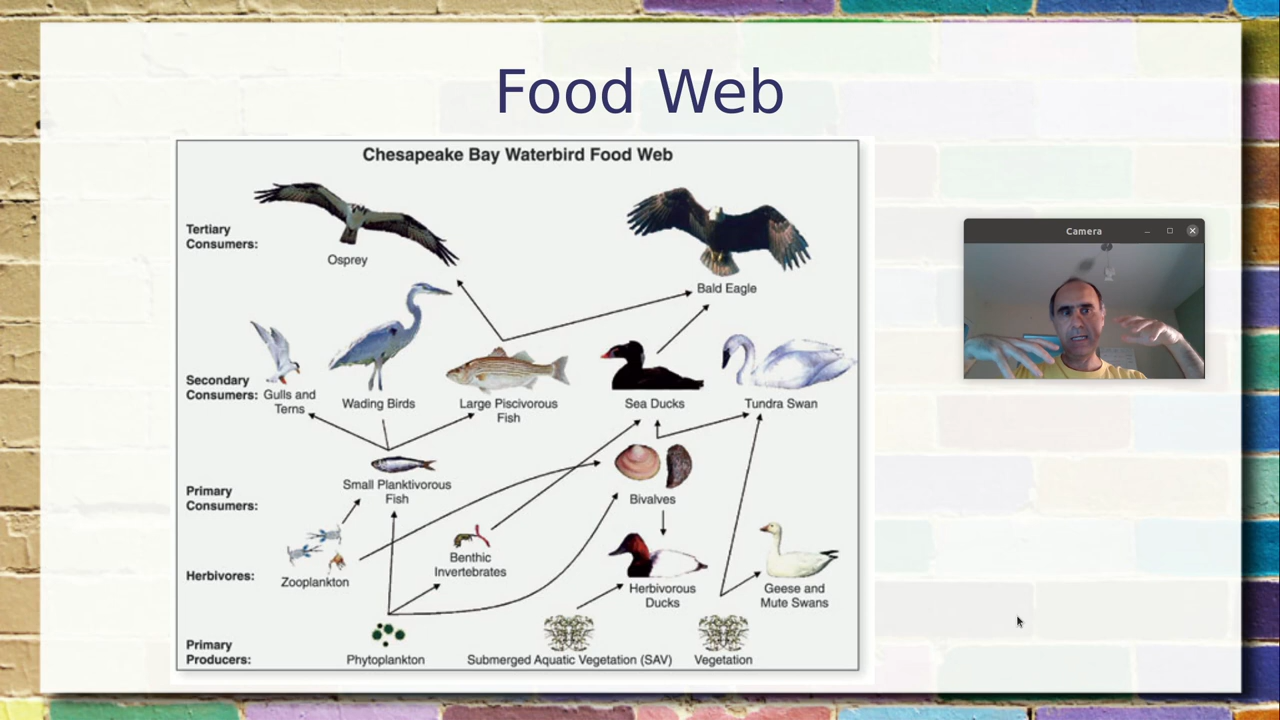 Food Web
Chesapeake Bay Waterbird Food Web
Tertiary
Consumers:
Osprey
Bald Eagle
Camera
Secondary
Consumers:
Gulls and
Terns
Wading Birds
Large Piscivorous
Fish
Sea Ducks
Tundra Swan
Primary
Consumers:
Small Planktivorous
Fish
Bivalves
Herbivores:
Zooplankton
Benthic
Invertebrates
Herbivorous
Ducks
Geese and
Mute Swans
Primary
Producers:
Phytoplankton
Submerged Aquatic Vegetation (SAV)
Vegetation